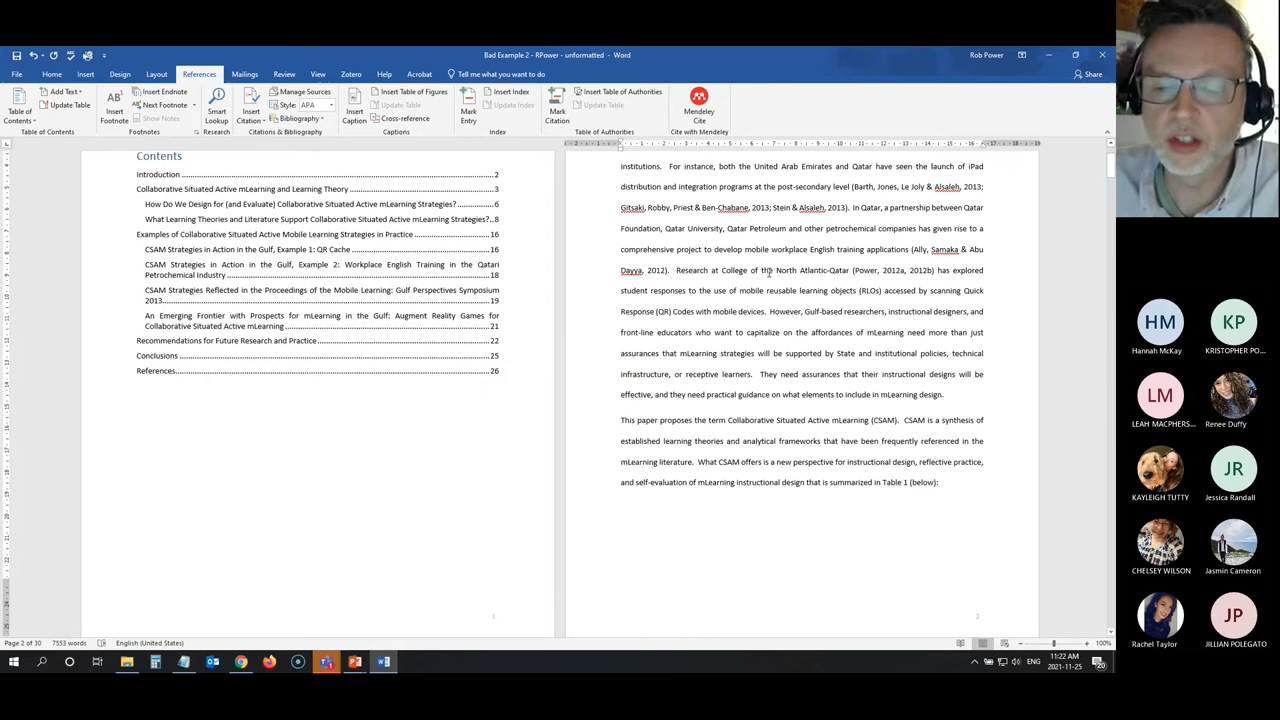 Bad Example 2 - RPower - unformatted - Word
Rob Power
File Home Insert Design Layout References Mailings Review View Zotero Help Acrobat Tell me what you want to do Share
Table of Contents
Add Text
Update Table
Table of Contents
AB1
Insert Footnote
Insert Endnote
Next Footnote
Show Notes
Footnotes
Smart Lookup
Research
Insert Citation
Manage Sources
Style: APA
Bibliography
Citations & Bibliography
Insert Caption
Insert Table of Figures
Update Table
Cross-reference
Captions
Mark Entry
Insert Index
Update Index
Index
Mark Citation
Insert Table of Authorities
Update Table
Table of Authorities
Mendeley Cite
Cite with Mendeley
Contents
Introduction 2
Collaborative Situated Active mLearning and Learning Theory 3
How Do We Design for (and Evaluate) Collaborative Situated Active mLearning Strategies? 6
What Learning Theories and Literature Support Collaborative Situated Active mLearning Strategies?.. 8
Examples of Collaborative Situated Active Mobile Learning Strategies in Practice 16
CSAM Strategies in Action in the Gulf, Example 1: QR Cache 16
CSAM Strategies in Action in the Gulf, Example 2: Workplace English Training in the Qatari
Petrochemical Industry 18
CSAM Strategies Reflected in the Proceedings of the Mobile Learning: Gulf Perspectives Symposium
2013 19
An Emerging Frontier with Prospects for mLearning in the Gulf: Augment Reality Games for
Collaborative Situated Active mLearning 21
Recommendations for Future Research and Practice 22
Conclusions 25
References 26
1
institutions. For instance, both the United Arab Emirates and Qatar have seen the launch of iPad
distribution and integration programs at the post-secondary level (Barth, Jones, Le Joly & Alsaleh, 2013;
Gitsaki, Robby, Priest & Ben-Chabane, 2013; Stein & Alsaleh, 2013). In Qatar, a partnership between Qatar
Foundation, Qatar University, Qatar Petroleum and other petrochemical companies has given rise to a
comprehensive project to develop mobile workplace English training applications (Ally, Samaka & Abu
Dayya, 2012). Research at College of the North Atlantic-Qatar (Power, 2012a, 2012b) has explored
student responses to the use of mobile reusable learning objects (RLOs) accessed by scanning Quick
Response (QR) Codes with mobile devices. However, Gulf-based researchers, instructional designers, and
front-line educators who want to capitalize on the affordances of mLearning need more than just
assurances that mLearning strategies will be supported by State and institutional policies, technical
infrastructure, or receptive learners. They need assurances that their instructional designs will be
effective, and they need practical guidance on what elements to include in mLearning design.
This paper proposes the term Collaborative Situated Active mLearning (CSAM). CSAM is a synthesis of
established learning theories and analytical frameworks that have been frequently referenced in the
mLearning literature. What CSAM offers is a new perspective for instructional design, reflective practice,
and self-evaluation of mLearning instructional design that is summarized in Table 1 (below):
2
Page 2 of 30 7553 words English (United States) 100%
ENG
11:22 AM
2021-11-25
20
HM
Hannah McKay
KP
KRISTOPHER PO...
LM
LEAH MACPHERS...
Renee Duffy
KAYLEIGH TUTTY
JR
Jessica Randall
CHELSEY WILSON
Jasmin Cameron
Rachel Taylor
JP
JILLIAN POLEGATO